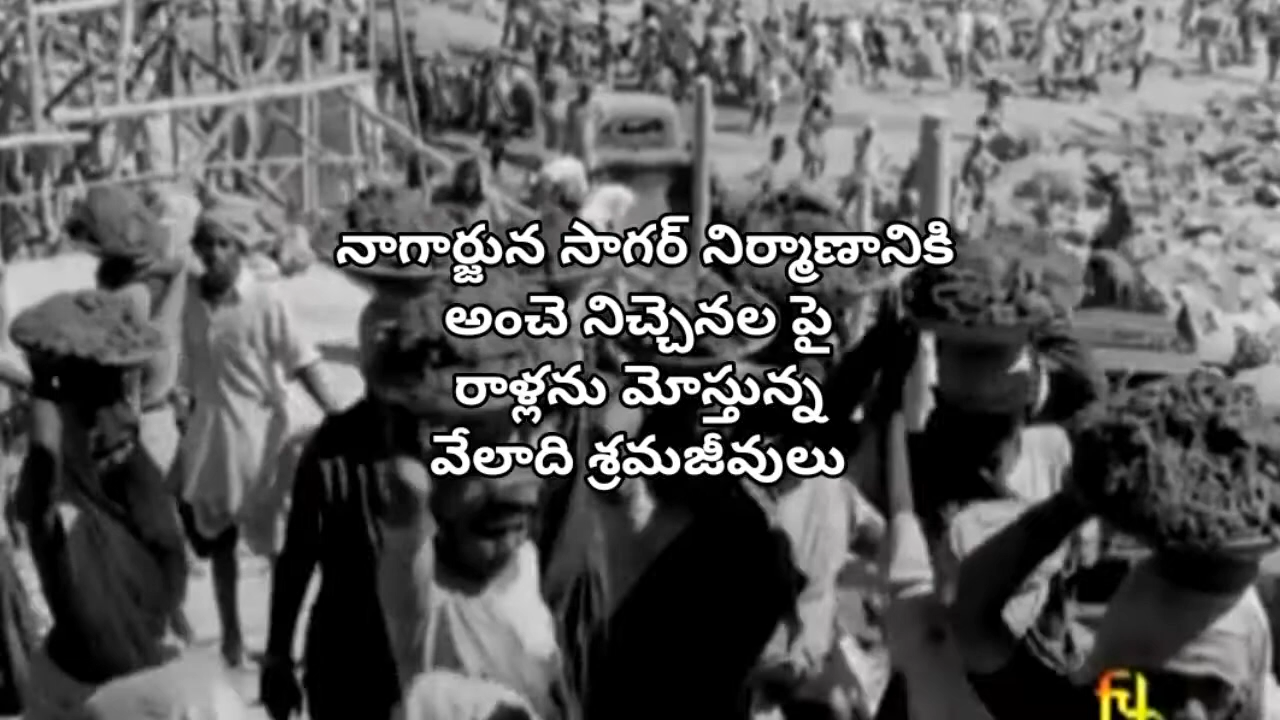 నాగార్జున సాగర్ నిర్మాణానికి
అంచె నిచ్చెనల పై
రాళ్లను మోస్తున్న
వేలాది శ్రమజీవులు